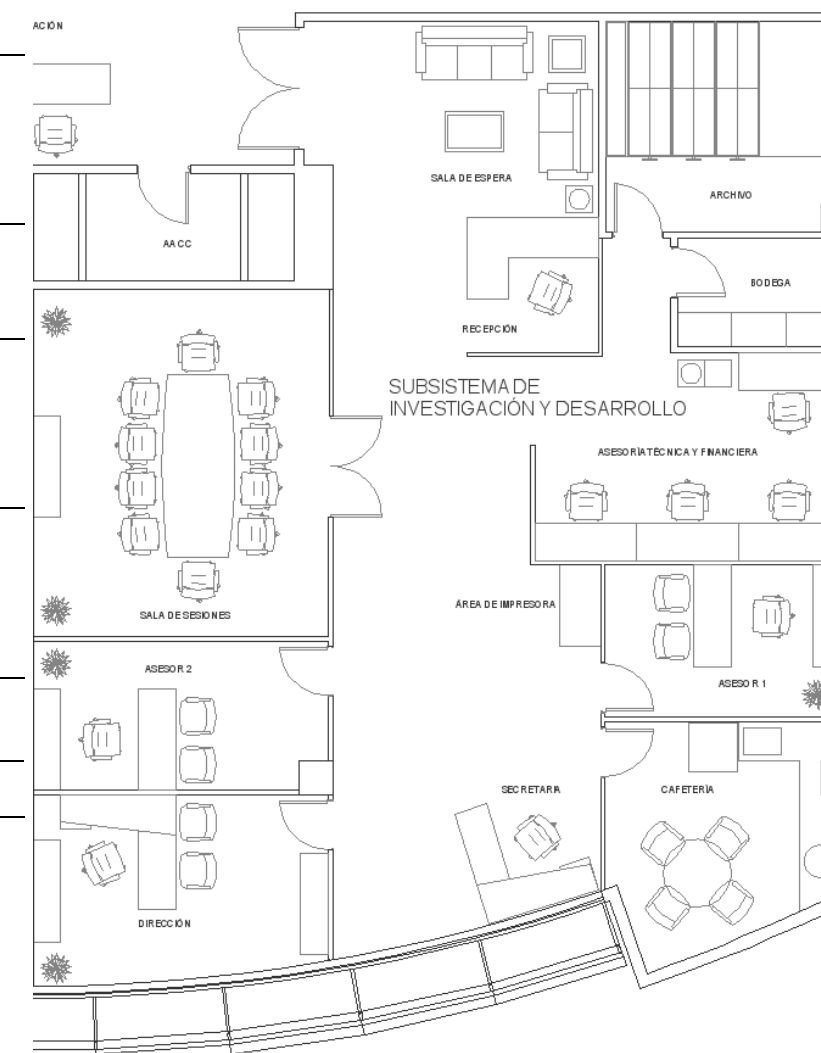 ACIÓN
SALA DE ESPERA
ARCHIVO
AACC
BODEGA
RECEPCIÓN
SUBSISTEMA DE
INVESTIGACIÓN Y DESARROLLO
ASESORÍA TÉCNICA Y FINANCIERA
ÁREA DE IMPRESORA
SALA DE SESIONES
ASESOR 2
ASESOR 1
SECRETARIA
CAFETERÍA
DIRECCIÓN